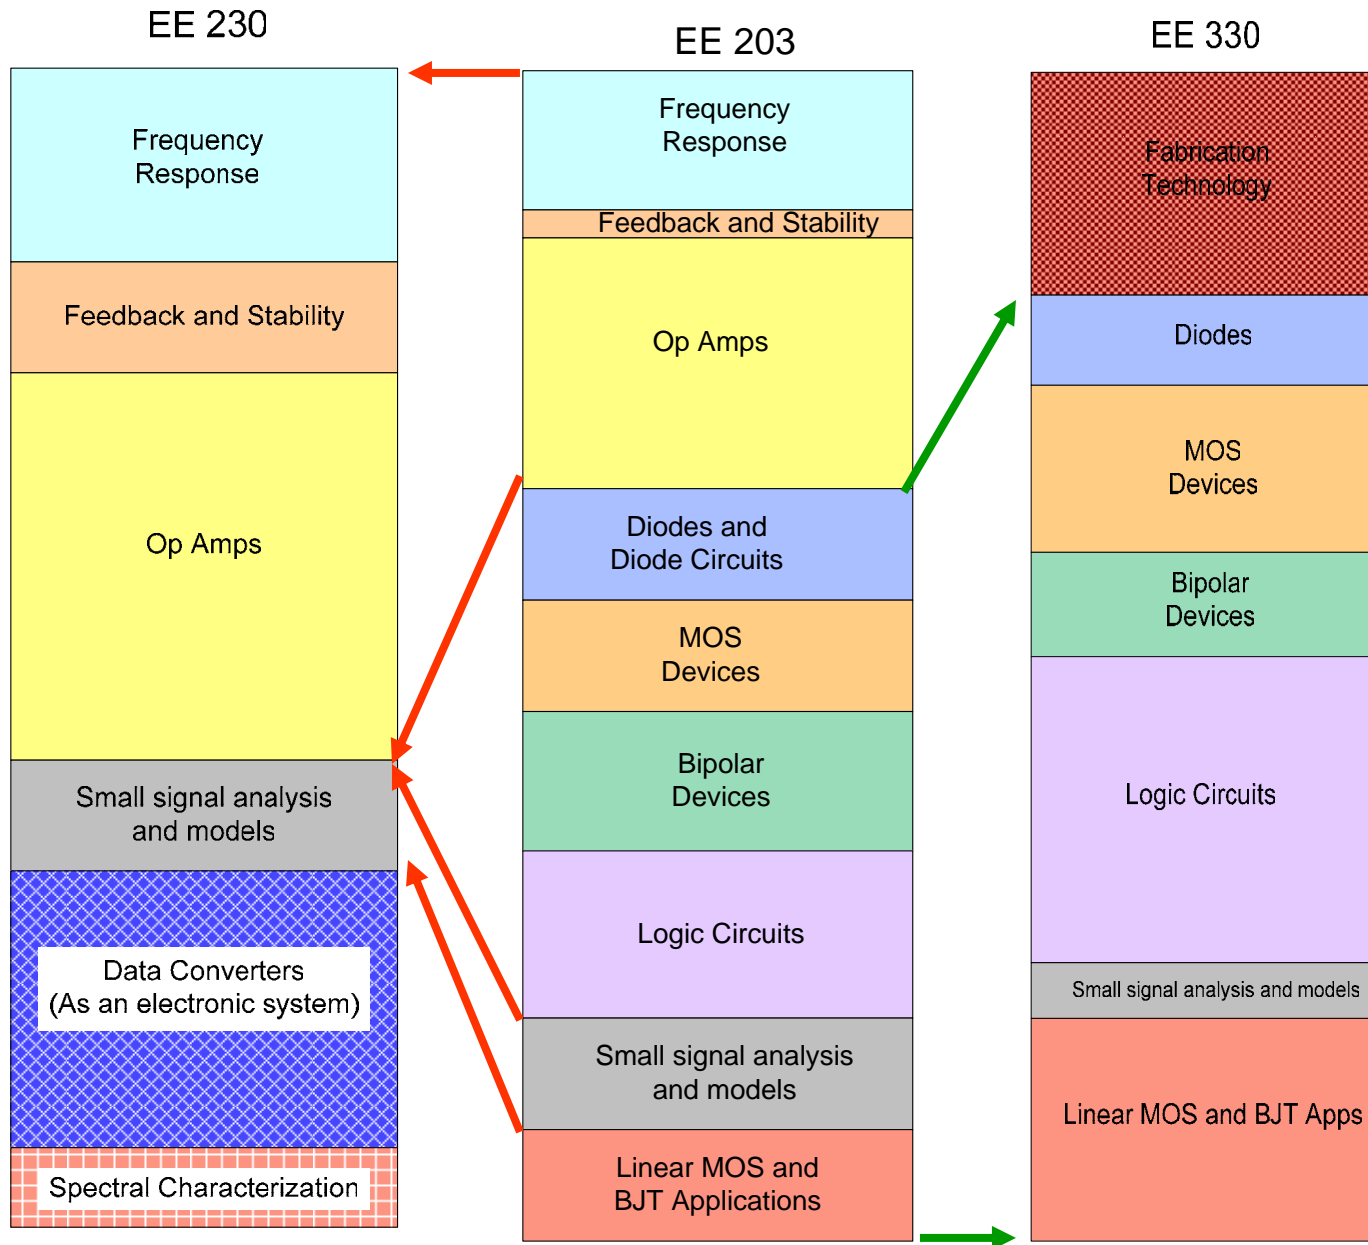 EE 230
Frequency
Response
Feedback and Stability
Op Amps
Small signal analysis
and models
Data Converters
(As an electronic system)
Spectral Characterization
EE 203
Frequency
Response
Feedback and Stability
Op Amps
Diodes and
Diode Circuits
MOS
Devices
Bipolar
Devices
Logic Circuits
Small signal analysis
and models
Linear MOS and
BJT Applications
EE 330
Fabrication
Technology
Diodes
MOS
Devices
Bipolar
Devices
Logic Circuits
Small signal analysis and models
Linear MOS and BJT Apps